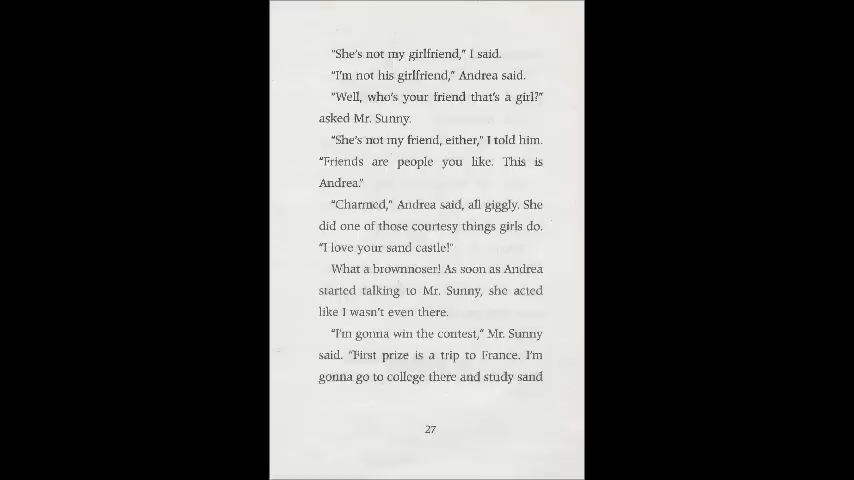 "She's not my girlfriend," I said.
"I'm not his girlfriend," Andrea said.
"Well, who's your friend that's a girl?"
asked Mr. Sunny.
"She's not my friend, either," I told him.
"Friends are people you like. This is
Andrea."
"Charmed," Andrea said, all giggly. She
did one of those courtesy things girls do.
"I love your sand castle!"
What a brownnoser! As soon as Andrea
started talking to Mr. Sunny, she acted
like I wasn't even there.
"I'm gonna win the contest," Mr. Sunny
said. "First prize is a trip to France. I'm
gonna go to college there and study sand
27